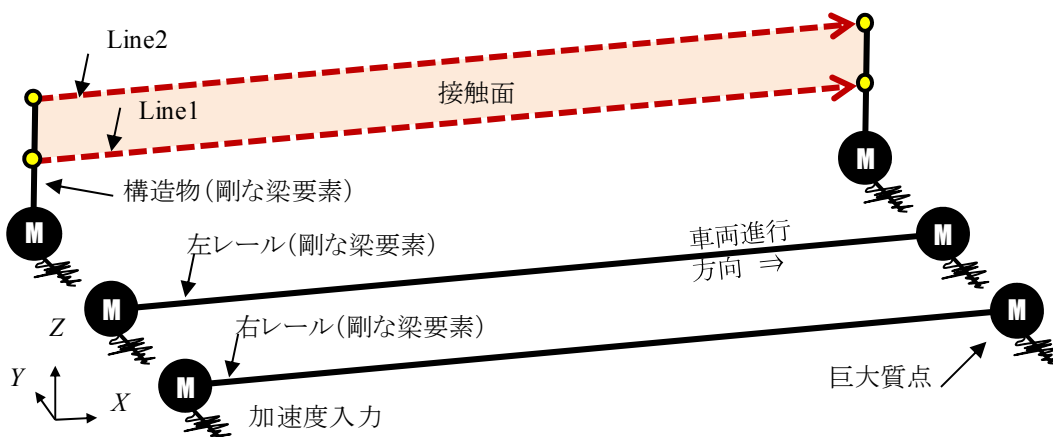 Line2
接触面
Line1
構造物(剛な梁要素)
M
M
左レール(剛な梁要素)
車両進行
方向 ⇒
M
M
Z
右レール(剛な梁要素)
M
Y
M
X
加速度入力
巨大質点